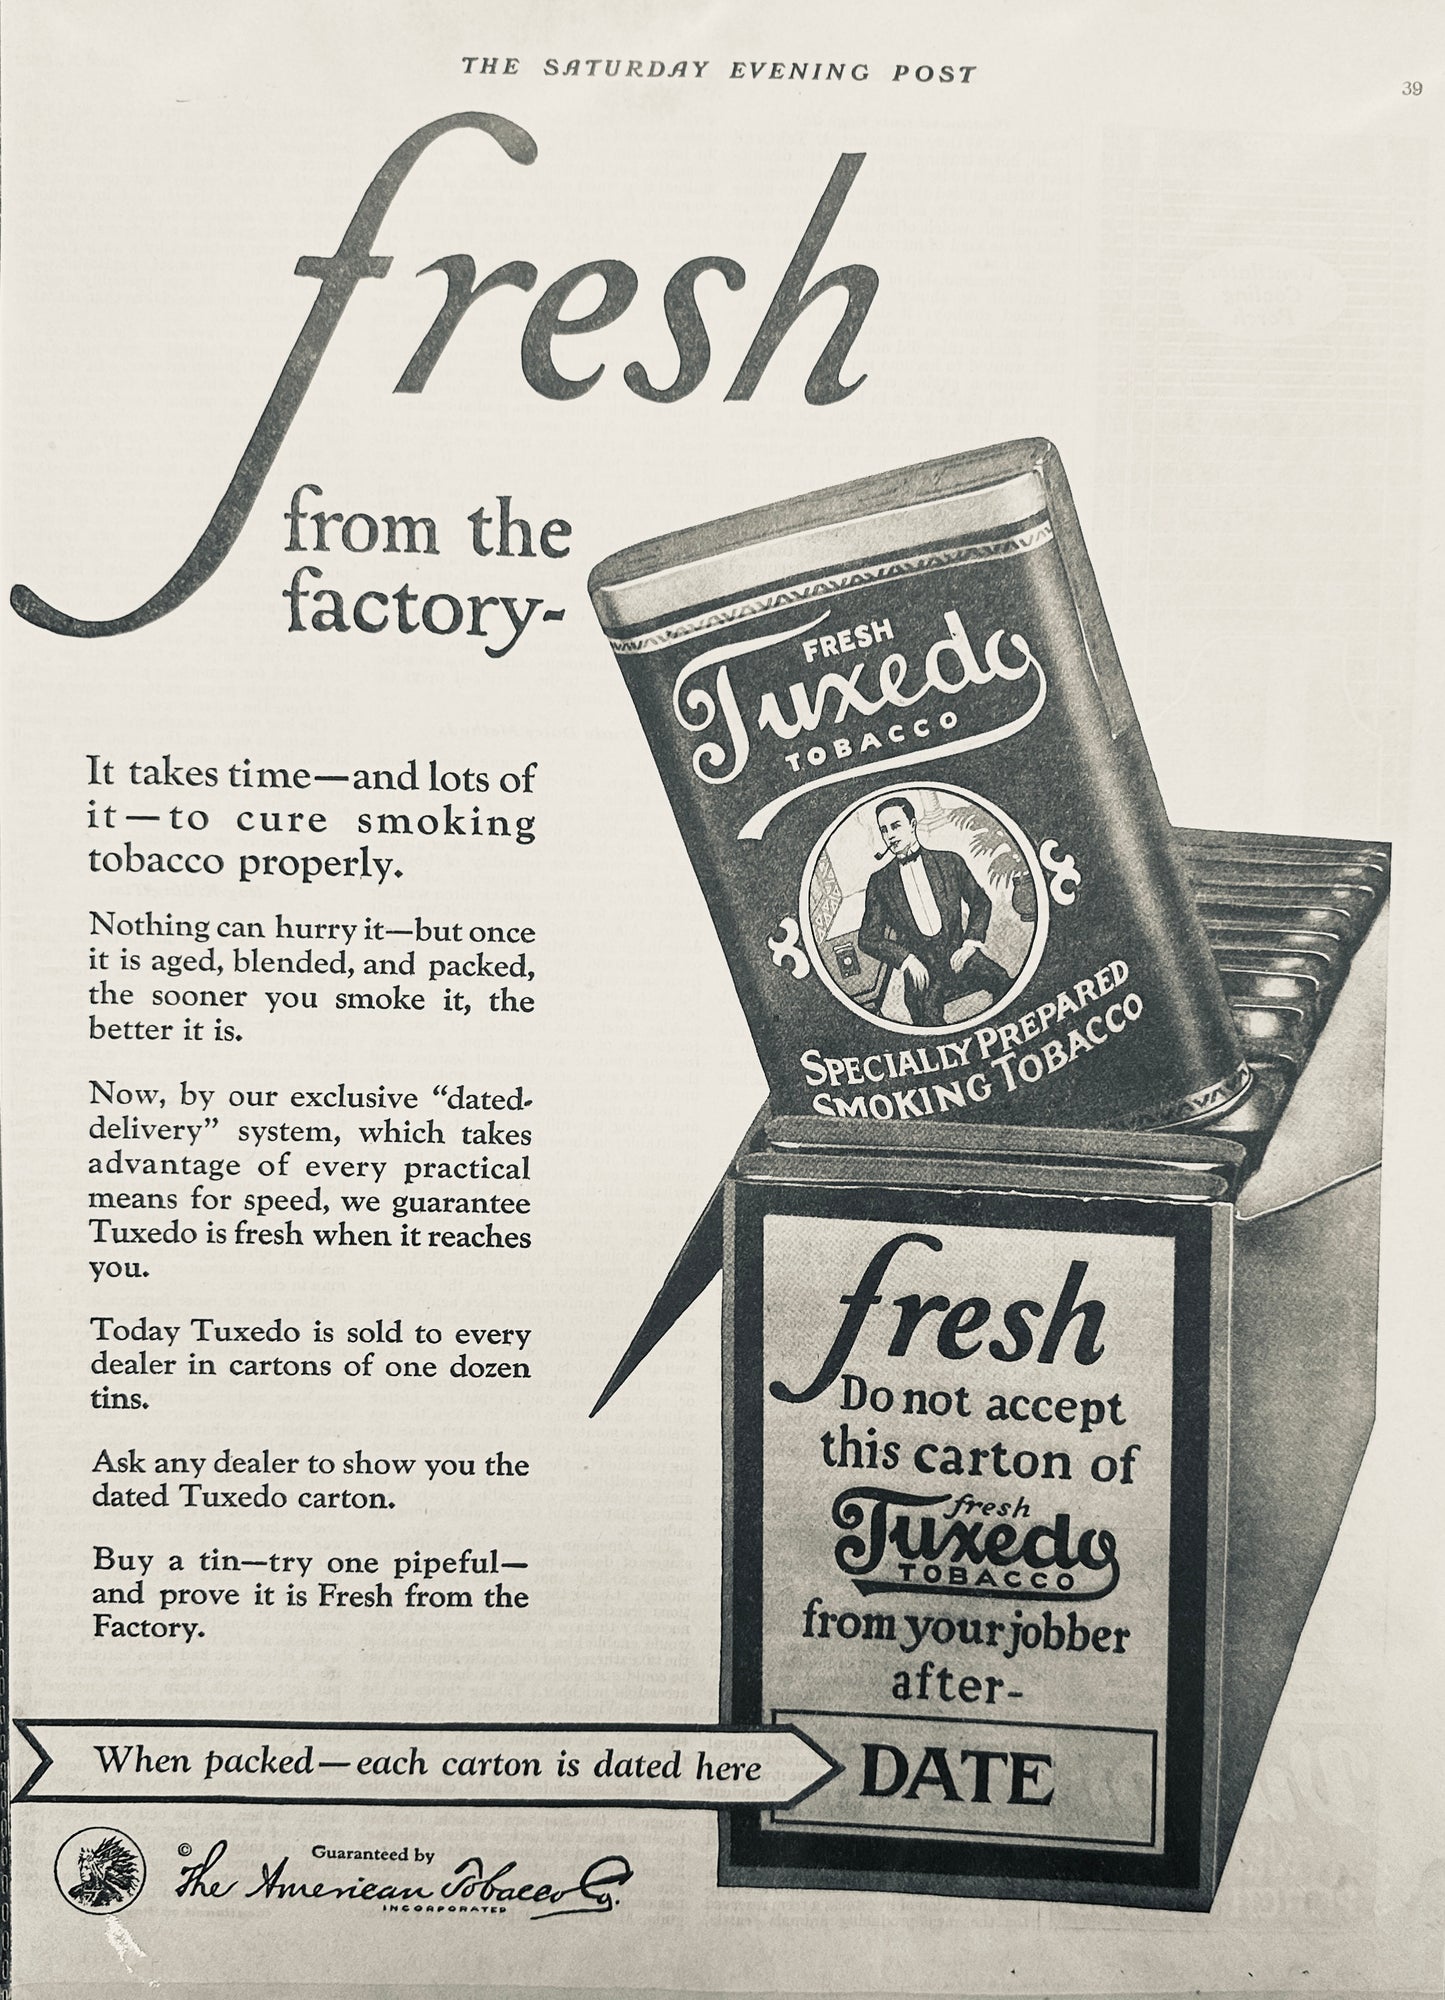 THE SATURDAY EVENING POST
39
fresh
from the
factory-
FRESH
Tuxedo
TOBACCO
SPECIALLY PREPARED
SMOKING TOBACCO
It takes time—and lots of
it—to cure smoking
tobacco properly.
Nothing can hurry it—but once
it is aged, blended, and packed,
the sooner you smoke it, the
better it is.
Now, by our exclusive “dated-
delivery” system, which takes
advantage of every practical
means for speed, we guarantee
Tuxedo is fresh when it reaches
you.
Today Tuxedo is sold to every
dealer in cartons of one dozen
tins.
Ask any dealer to show you the
dated Tuxedo carton.
Buy a tin—try one pipeful—
and prove it is Fresh from the
Factory.
fresh
Do not accept
this carton of
fresh
Tuxedo
TOBACCO
from your jobber
after-
DATE
When packed—each carton is dated here
Guaranteed by
© The American Tobacco Co.
INCORPORATED